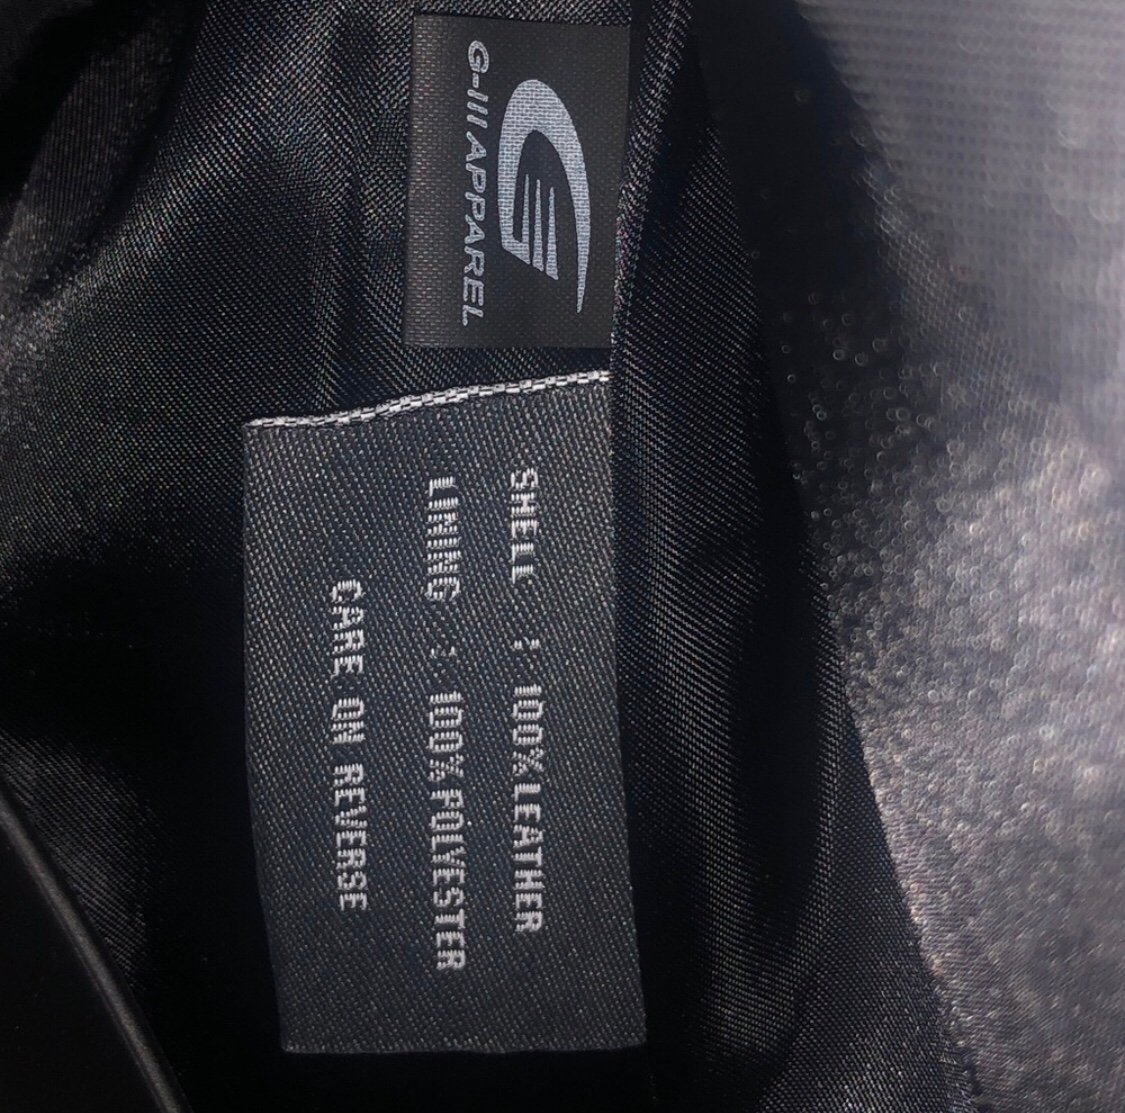 G-III APPAREL
SHELL : 100% LEATHER
LINING : 100% POLYESTER
CARE ON REVERSE